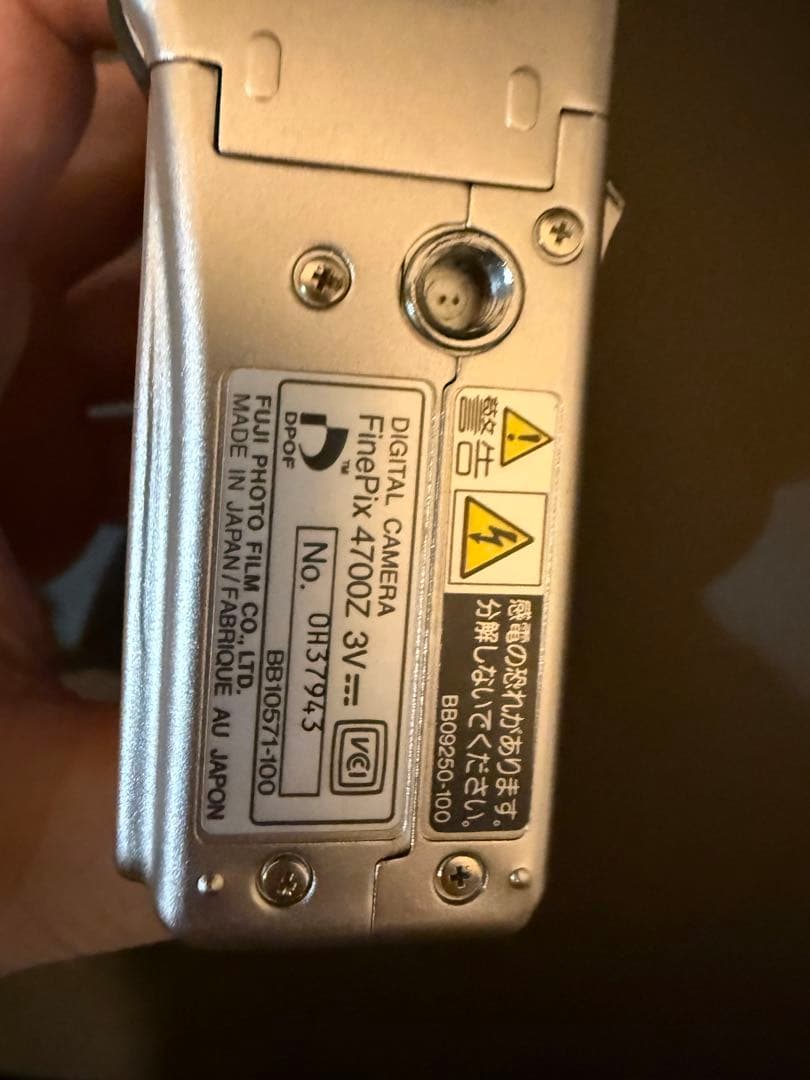 警告
感電の恐れがあります。
分解しないでください。
BB09250-100
DIGITAL CAMERA
FinePix 4700Z 3V
VCI
TM
DPOF
No. 0H37943
BB10571-100
FUJI PHOTO FILM CO., LTD.
MADE IN JAPAN/FABRIQUE AU JAPON